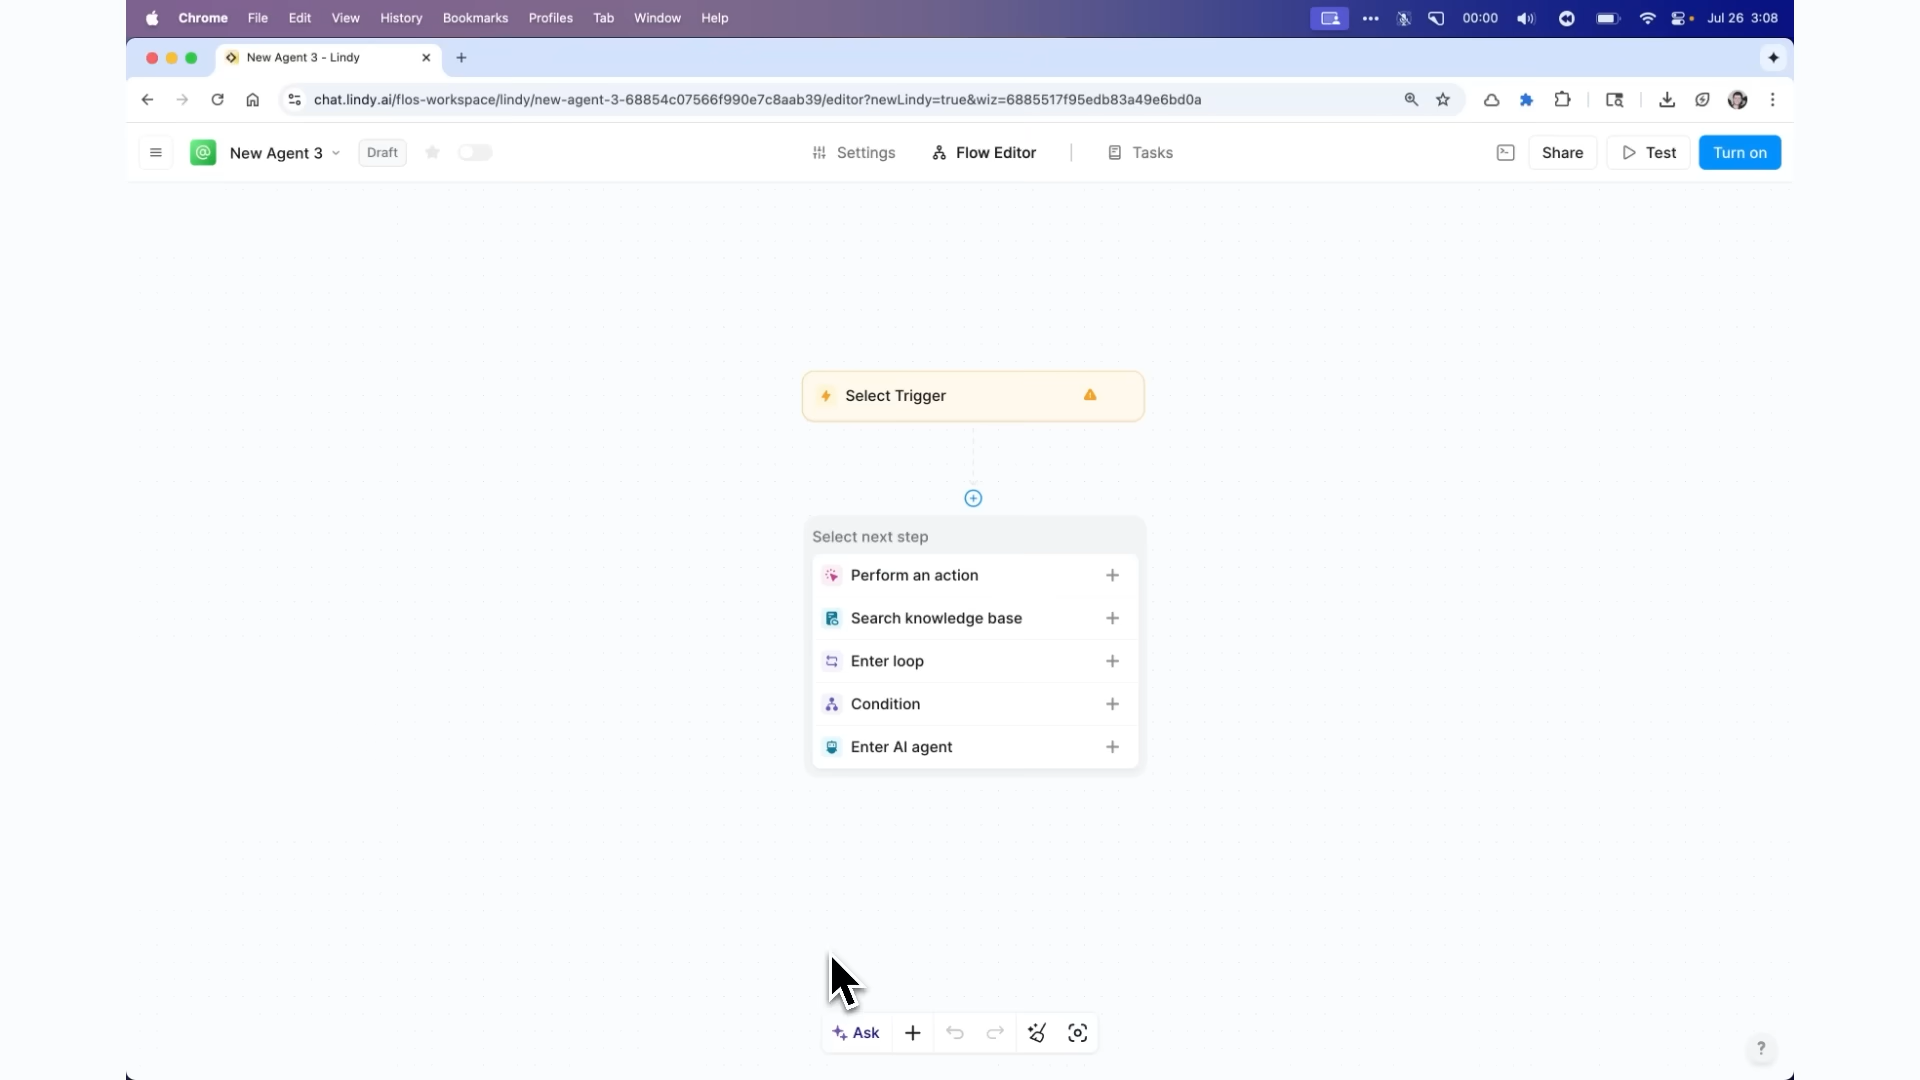 Chrome File Edit View History Bookmarks Profiles Tab Window Help 00:00 Jul 26 3:08
New Agent 3 - Lindy
chat.lindy.ai/flos-workspace/lindy/new-agent-3-68854c07566f990e7c8aab39/editor?newLindy=true&wiz=6885517f95edb83a49e6bd0a
New Agent 3 Draft Settings Flow Editor Tasks Share Test Turn on
Select Trigger
Select next step
Perform an action
Search knowledge base
Enter loop
Condition
Enter AI agent
Ask
?